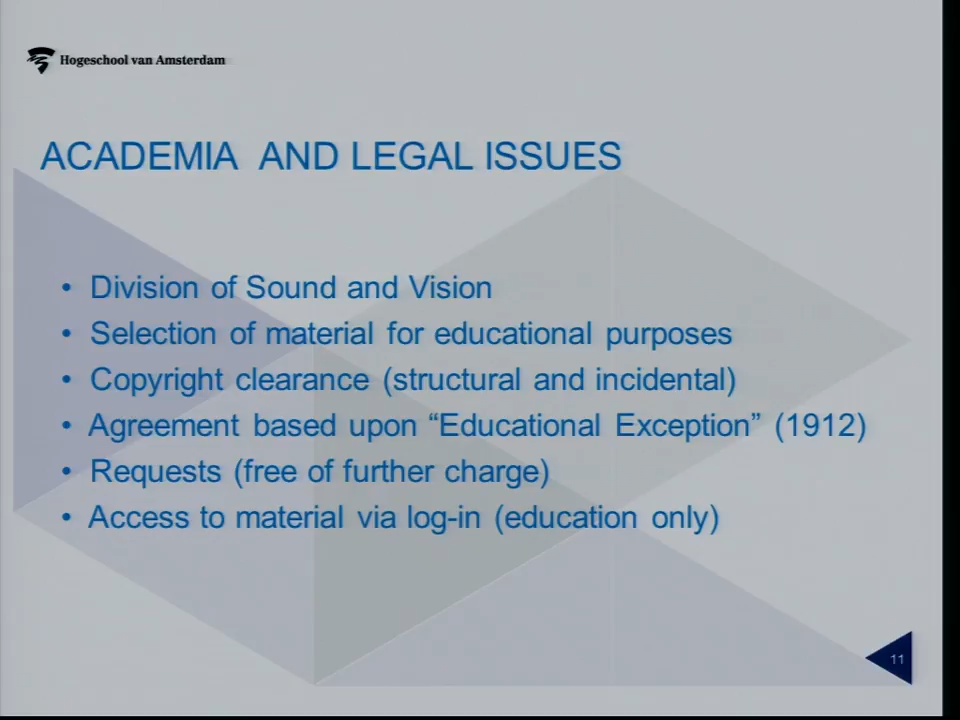 Hogeschool van Amsterdam
ACADEMIA AND LEGAL ISSUES
• Division of Sound and Vision
• Selection of material for educational purposes
• Copyright clearance (structural and incidental)
• Agreement based upon “Educational Exception” (1912)
• Requests (free of further charge)
• Access to material via log-in (education only)
11